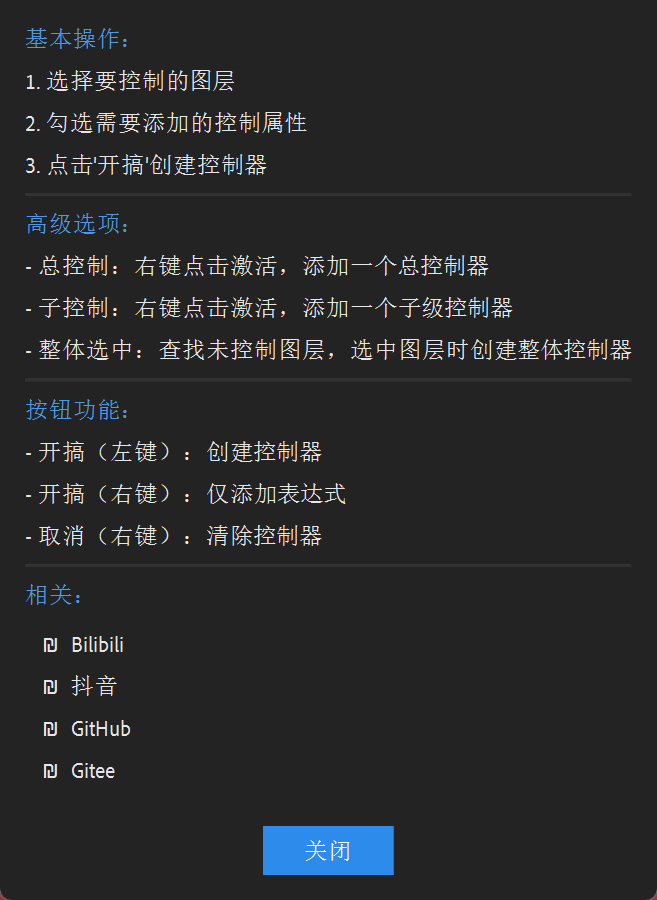 基本操作：
1. 选择要控制的图层
2. 勾选需要添加的控制属性
3. 点击'开搞'创建控制器
高级选项：
- 总控制：右键点击激活，添加一个总控制器
- 子控制：右键点击激活，添加一个子级控制器
- 整体选中：查找未控制图层，选中图层时创建整体控制器
按钮功能：
- 开搞（左键）：创建控制器
- 开搞（右键）：仅添加表达式
- 取消（右键）：清除控制器
相关：
₪ Bilibili
₪ 抖音
₪ GitHub
₪ Gitee
关闭